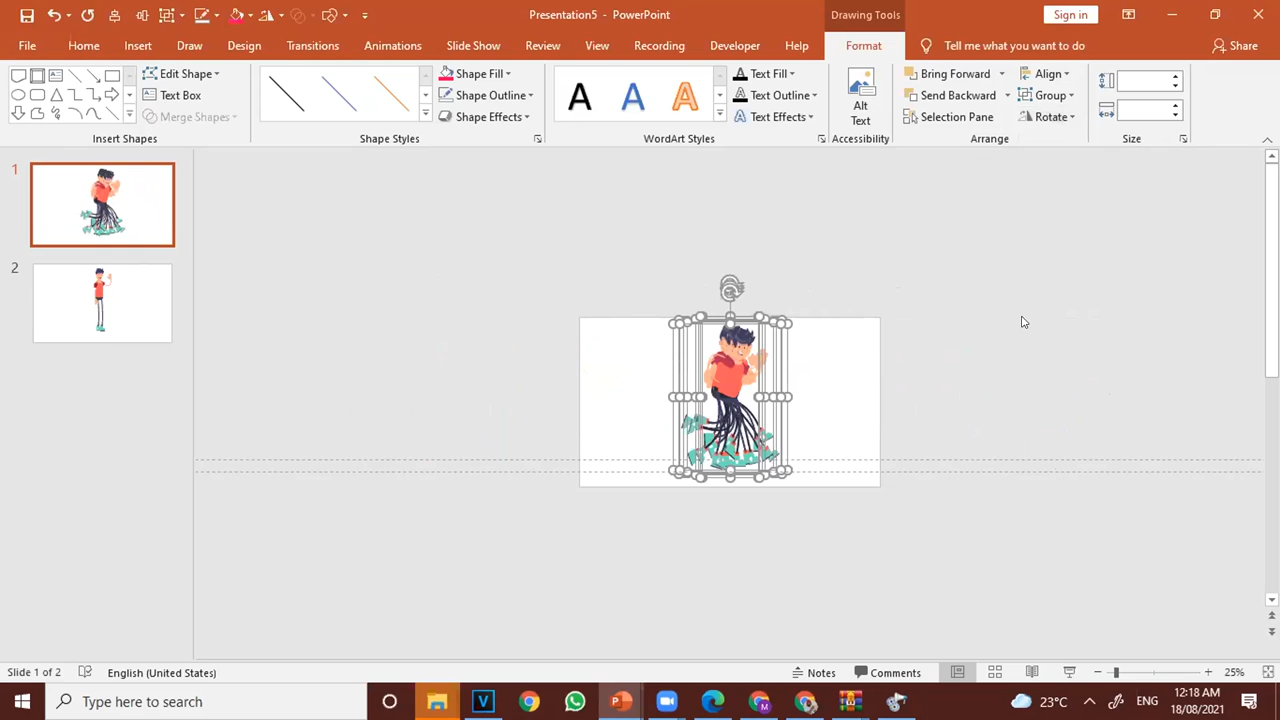 Presentation5 - PowerPoint
Drawing Tools
Sign in
File Home Insert Draw Design Transitions Animations Slide Show Review View Recording Developer Help Format Tell me what you want to do Share
Edit Shape
Text Box
Merge Shapes
Insert Shapes
Shape Fill
Shape Outline
Shape Effects
Shape Styles
A A A
Text Fill
Text Outline
Text Effects
WordArt Styles
Alt
Text
Accessibility
Bring Forward
Send Backward
Selection Pane
Align
Group
Rotate
Arrange
Size
1
2
Slide 1 of 2 English (United States) Notes Comments 25%
Type here to search
23°C ENG 12:18 AM
18/08/2021